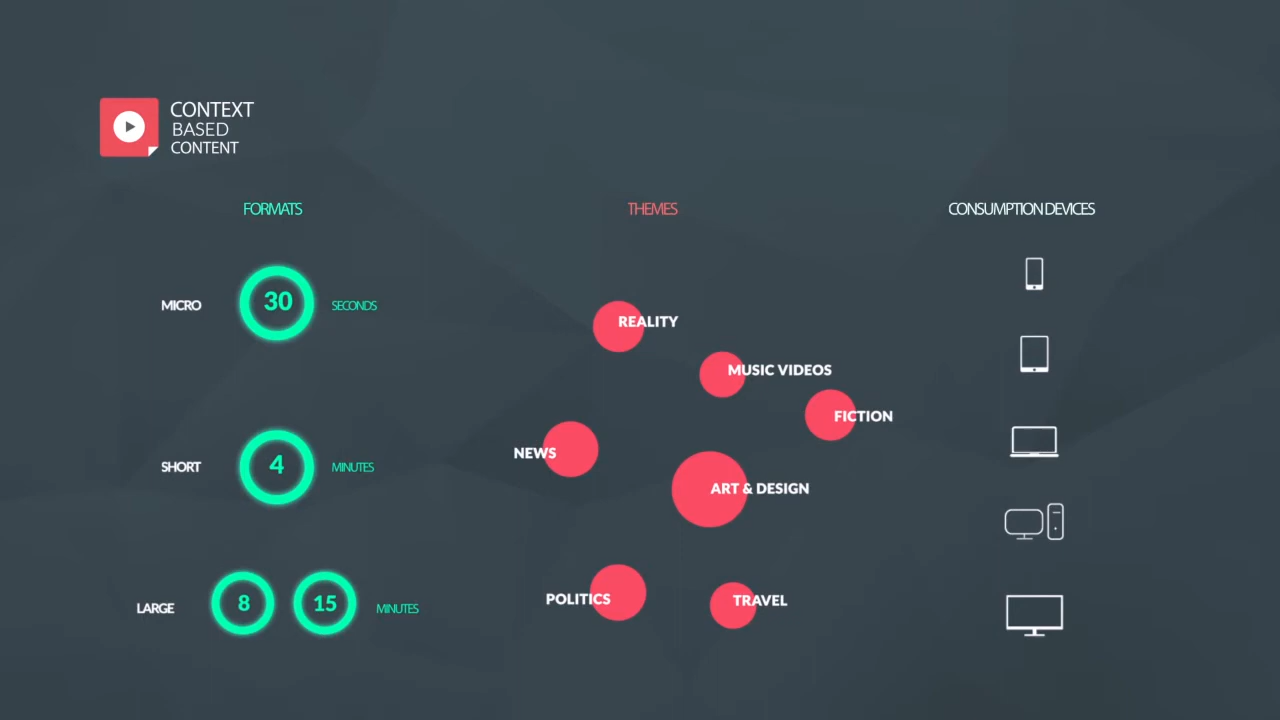 CONTEXT
BASED
CONTENT
FORMATS
THEMES
CONSUMPTION DEVICES
MICRO 30 SECONDS
SHORT 4 MINUTES
LARGE 8 15 MINUTES
REALITY
MUSIC VIDEOS
FICTION
NEWS
ART & DESIGN
POLITICS
TRAVEL